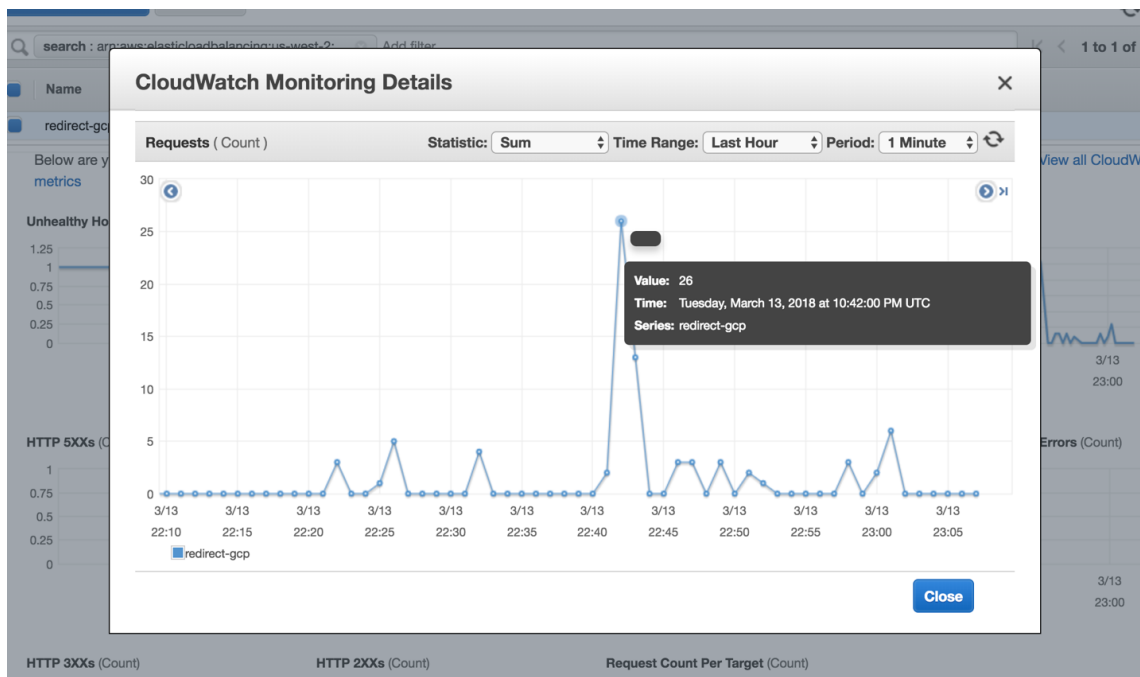 search : arn:aws:elasticloadbalancing:us-west-2: Add filter
1 to 1 of
Name
redirect-gcp
Below are y
metrics
View all CloudW
CloudWatch Monitoring Details
Requests ( Count )
Statistic: Sum Time Range: Last Hour Period: 1 Minute
30
25
20
15
10
5
0
Value: 26
Time: Tuesday, March 13, 2018 at 10:42:00 PM UTC
Series: redirect-gcp
3/13 3/13 3/13 3/13 3/13 3/13 3/13 3/13 3/13 3/13 3/13 3/13
22:10 22:15 22:20 22:25 22:30 22:35 22:40 22:45 22:50 22:55 23:00 23:05
redirect-gcp
Close
Unhealthy Ho
1.25
1
0.75
0.5
0.25
0
3/13
23:00
HTTP 5XXs (C
1
0.75
0.5
0.25
0
Errors (Count)
3/13
23:00
HTTP 3XXs (Count)
HTTP 2XXs (Count)
Request Count Per Target (Count)